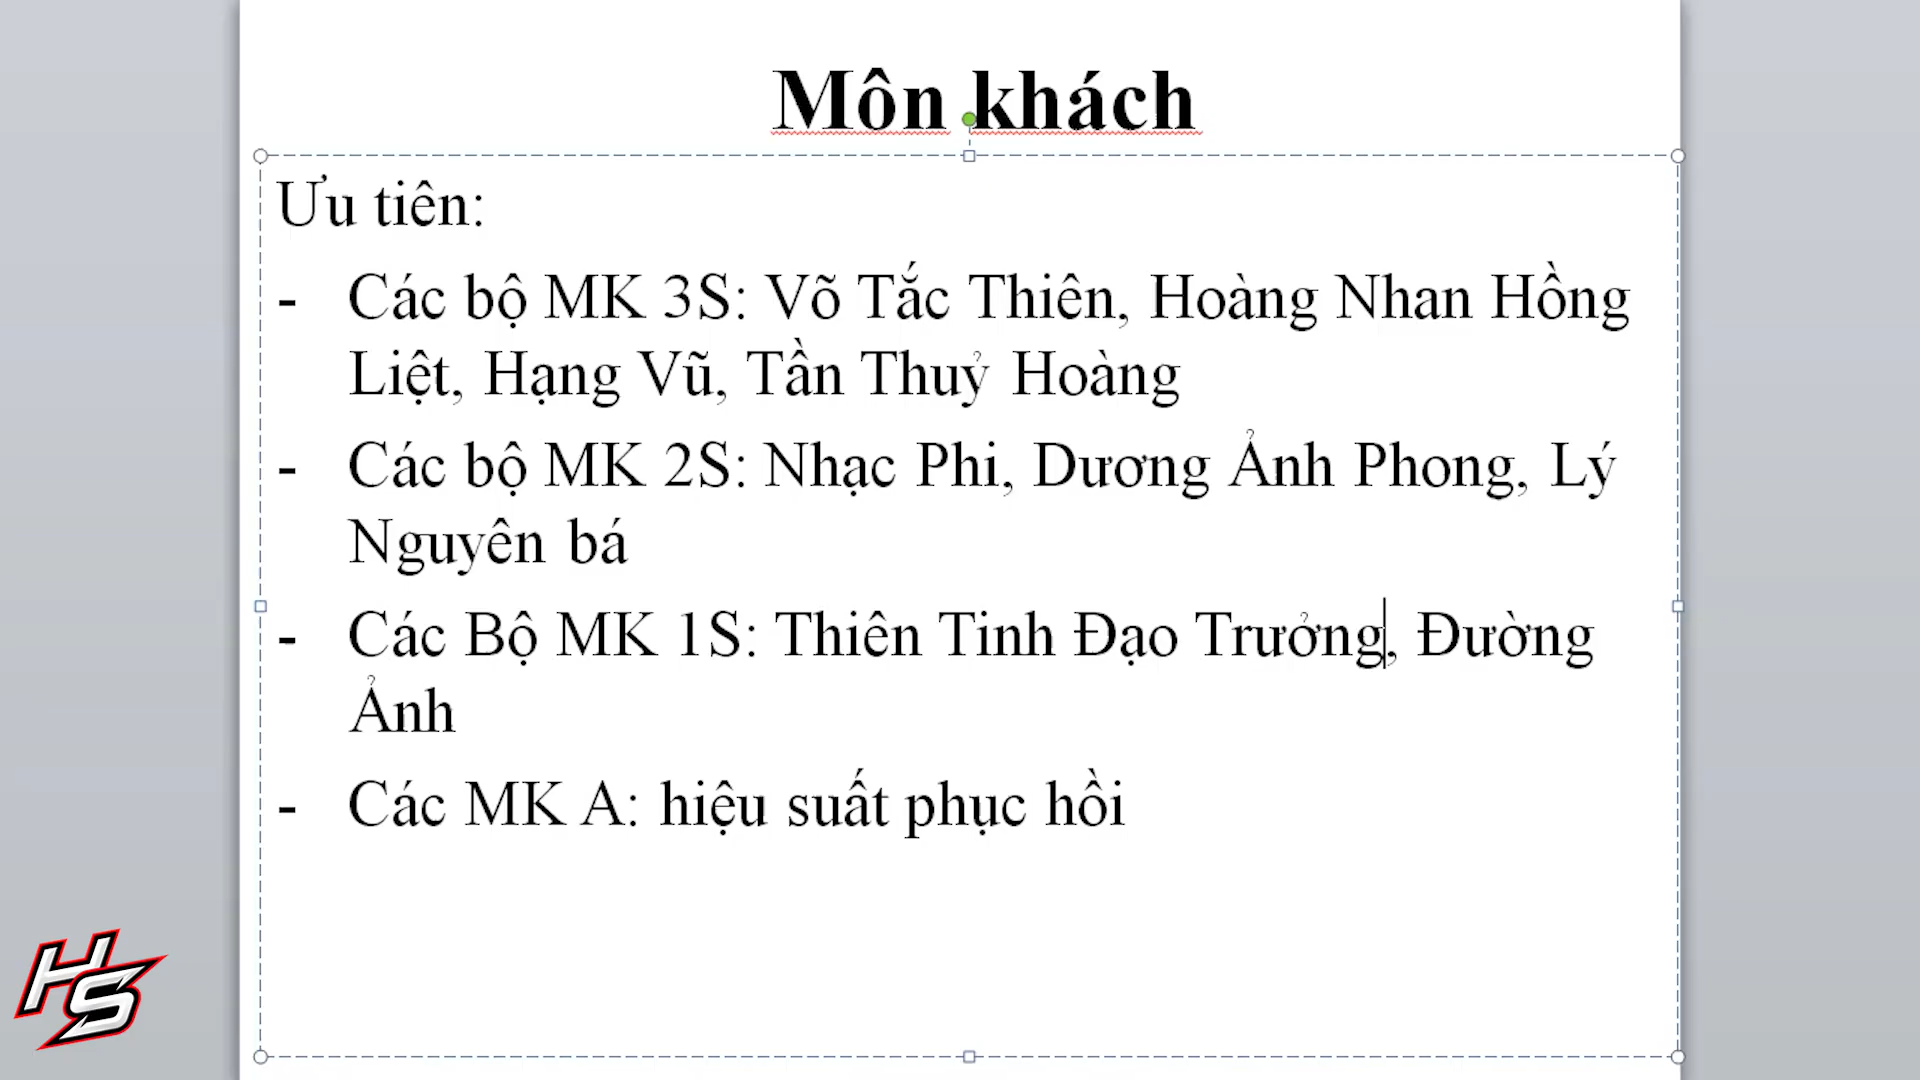 Môn khách
Ưu tiên:
- Các bộ MK 3S: Võ Tắc Thiên, Hoàng Nhan Hồng
Liệt, Hạng Vũ, Tần Thuỷ Hoàng
- Các bộ MK 2S: Nhạc Phi, Dương Ảnh Phong, Lý
Nguyên bá
- Các Bộ MK 1S: Thiên Tinh Đạo Trưởng, Đường
Ảnh
- Các MK A: hiệu suất phục hồi
HS